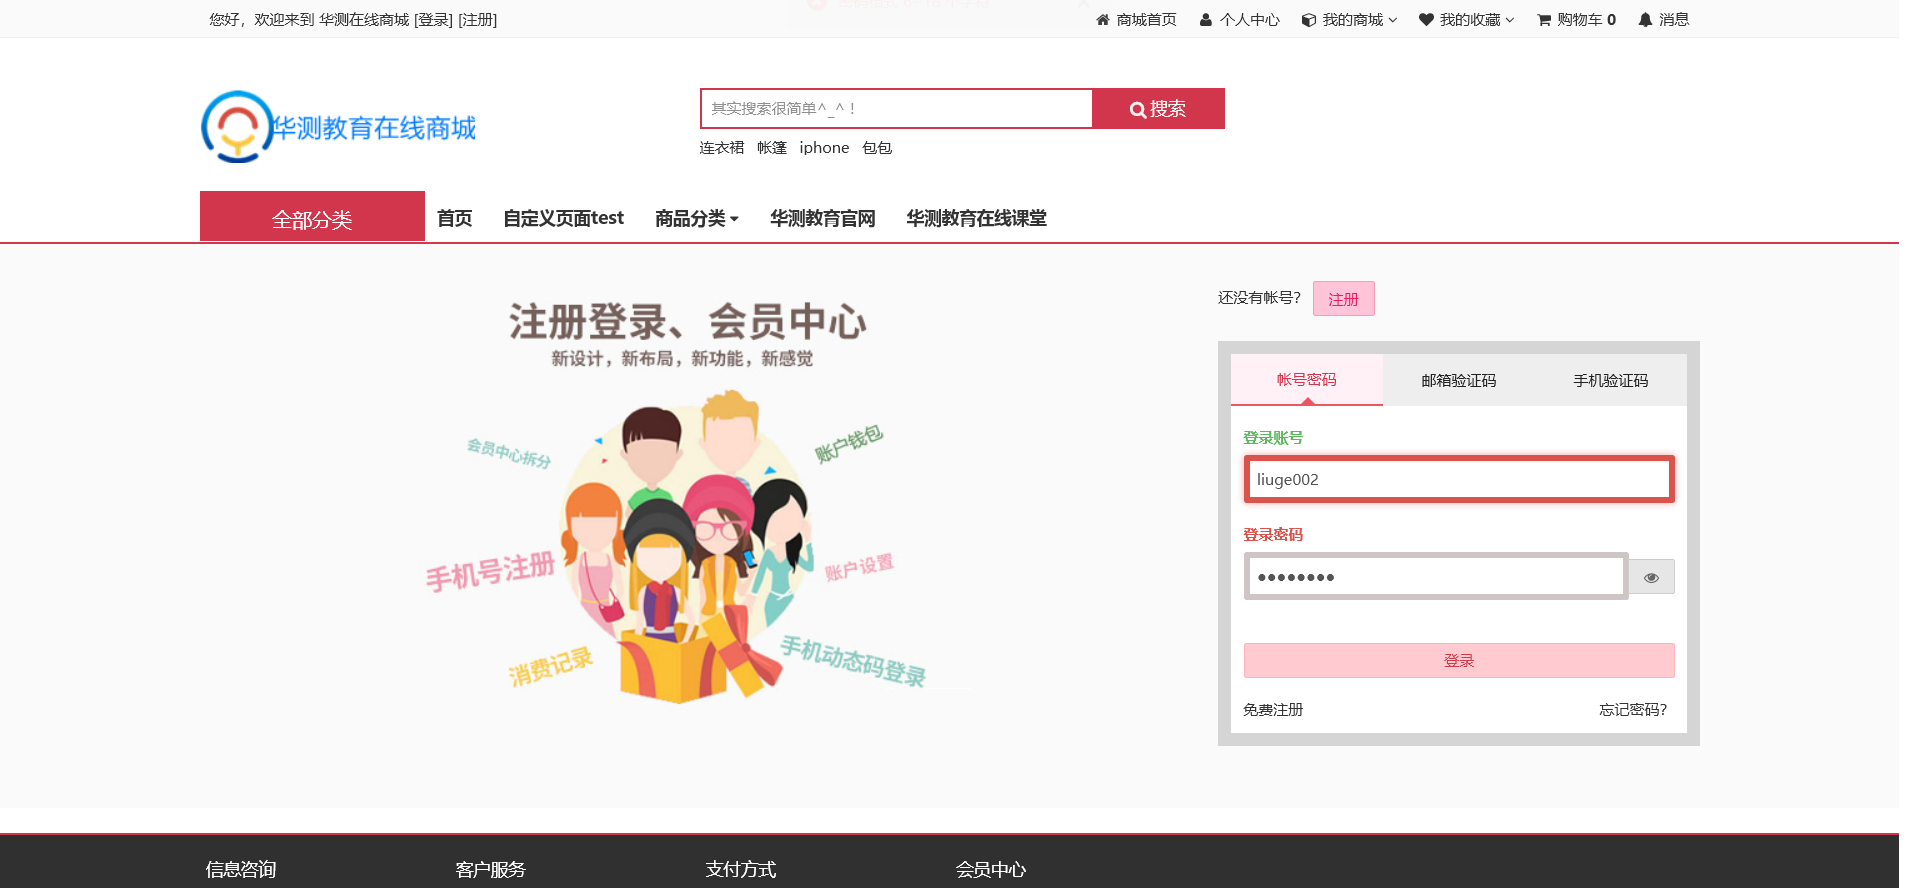 您好，欢迎来到 华测在线商城 [登录] [注册]
商城首页 个人中心 我的商城 我的收藏 购物车 0 消息
华测教育在线商城
其实搜索很简单^_^！
搜索
连衣裙 帐篷 iphone 包包
全部分类 首页 自定义页面test 商品分类 华测教育官网 华测教育在线课堂
注册登录、会员中心
新设计，新布局，新功能，新感觉
会员中心拆分
账户钱包
手机号注册
账户设置
消费记录
手机动态码登录
还没有帐号？ 注册
帐号密码 邮箱验证码 手机验证码
登录账号
liuge002
登录密码
••••••••
登录
免费注册 忘记密码？
信息咨询 客户服务 支付方式 会员中心